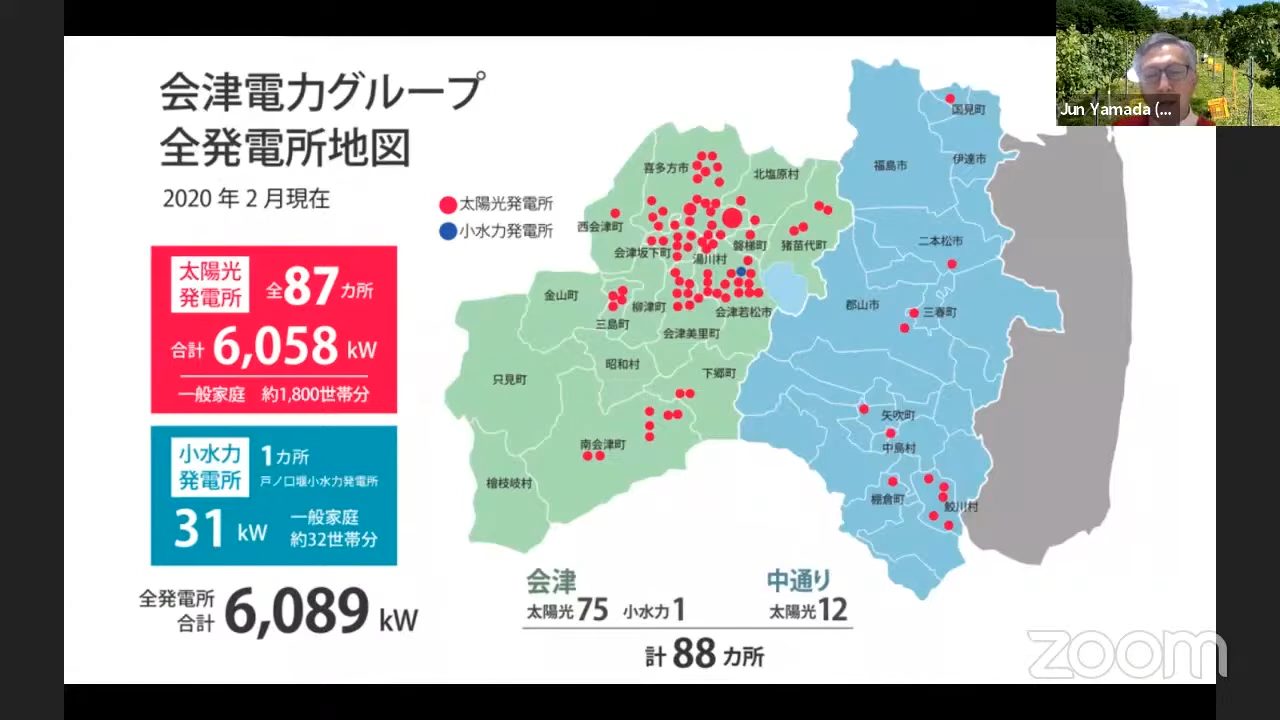 会津電力グループ
全発電所地図
2020年2月現在
太陽光発電所
小水力発電所
太陽光
発電所
全87カ所
合計 6,058 kW
一般家庭 約1,800世帯分
小水力
発電所
1カ所
戸ノ口堰小水力発電所
31 kW
一般家庭
約32世帯分
全発電所
合計
6,089 kW
喜多方市
北塩原村
西会津町
会津坂下町
湯川村
磐梯町
猪苗代町
金山町
三島町
柳津町
会津若松市
会津美里町
只見町
昭和村
下郷町
南会津町
檜枝岐村
国見町
福島市
伊達市
二本松市
郡山市
三春町
矢吹町
中島村
棚倉町
鮫川村
会津
太陽光75 小水力1
中通り
太陽光12
計 88 カ所
Jun Yamada (...
zoom